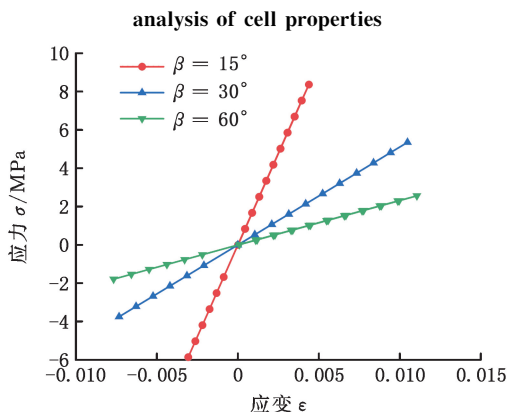 analysis of cell properties
10
8
6
4
2
0
−2
−4
−6
应力 σ/MPa
β = 15°
β = 30°
β = 60°
−0.010 −0.005 0 0.005 0.010 0.015
应变 ε